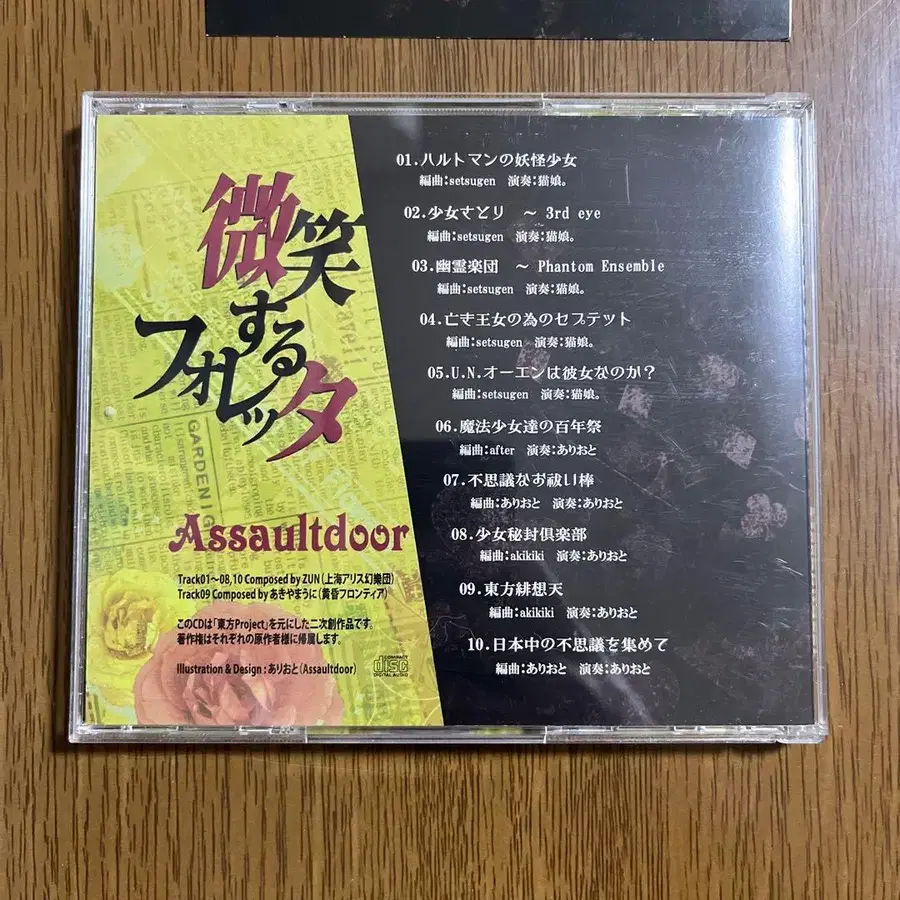 微笑
する
フォレッタ
Assaultdoor
Track01～08,10 Composed by ZUN（上海アリス幻樂団）
Track09 Composed by あきやまうに（黄昏フロンティア）
このCDは「東方Project」を元にした二次創作品です。
著作権はそれぞれの原作者様に帰属します。
Illustration & Design : ありおと（Assaultdoor）
COMPACT
disc
DIGITAL AUDIO
01.ハルトマンの妖怪少女
編曲:setsugen 演奏:猫娘。
02.少女さとり ～ 3rd eye
編曲:setsugen 演奏:猫娘。
03.幽霊楽団 ～ Phantom Ensemble
編曲:setsugen 演奏:猫娘。
04.亡き王女の為のセプテット
編曲:setsugen 演奏:猫娘。
05.U.N.オーエンは彼女なのか？
編曲:setsugen 演奏:猫娘。
06.魔法少女達の百年祭
編曲:after 演奏:ありおと
07.不思議なお祓い棒
編曲:ありおと 演奏:ありおと
08.少女秘封倶楽部
編曲:akikiki 演奏:ありおと
09.東方緋想天
編曲:akikiki 演奏:ありおと
10.日本中の不思議を集めて
編曲:ありおと 演奏:ありおと
GARDENING